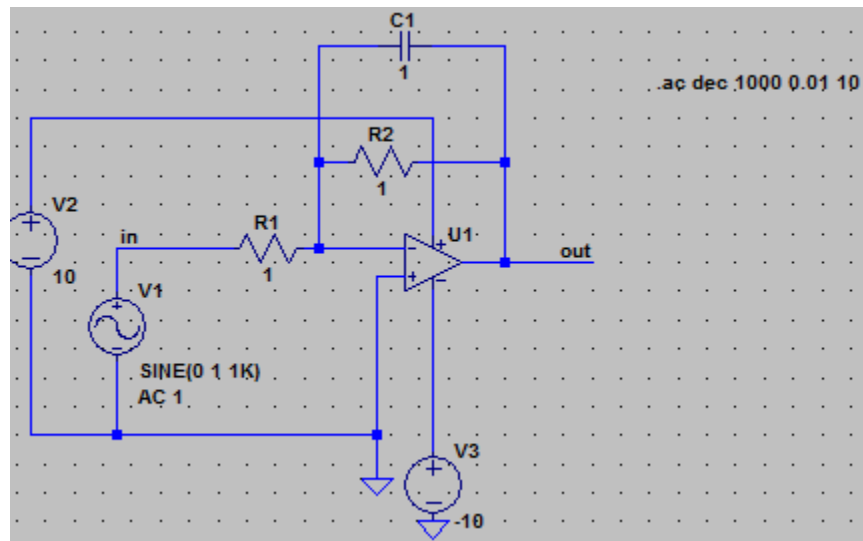 C1
1
.ac dec 1000 0.01 10
R2
1
V2
10
in
R1
1
U1
out
V1
SINE(0 1 1K)
AC 1
V3
-10